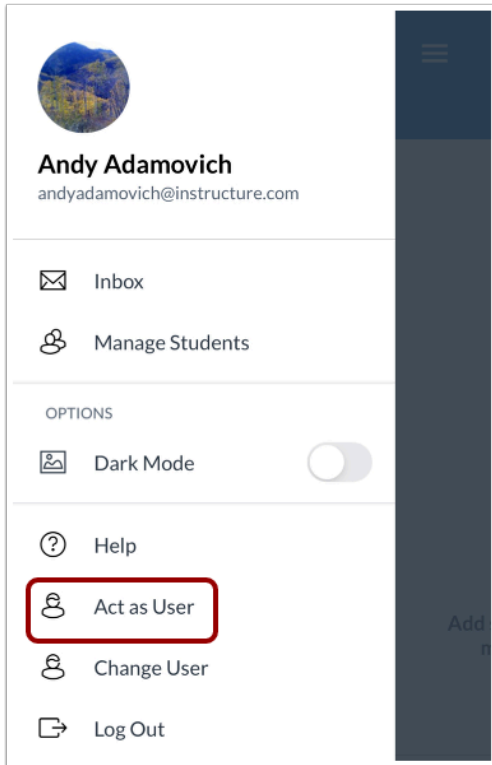 Andy Adamovich
andyadamovich@instructure.com
Inbox
Manage Students
OPTIONS
Dark Mode
Help
Act as User
Add
Change User
Log Out